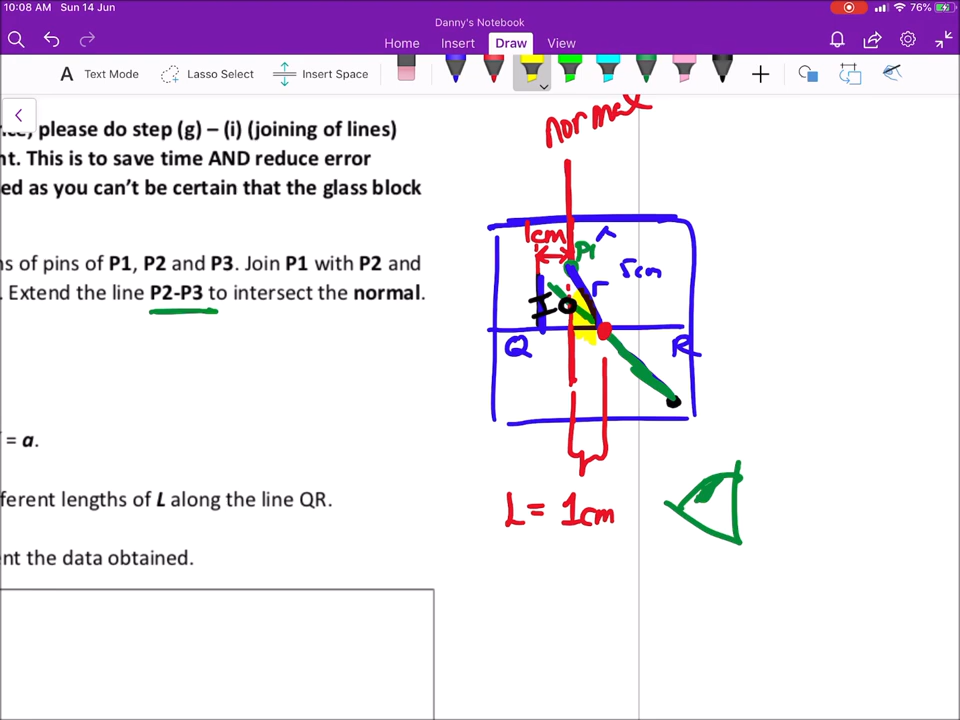 10:08 AM Sun 14 Jun
76%
Danny's Notebook
Home Insert Draw View
A Text Mode Lasso Select Insert Space
please do step (g) – (i) (joining of lines)
nt. This is to save time AND reduce error
ed as you can't be certain that the glass block
ns of pins of P1, P2 and P3. Join P1 with P2 and
. Extend the line P2-P3 to intersect the normal.
= a.
fferent lengths of L along the line QR.
nt the data obtained.
normal
1cm
P1
r
5cm
I
Q
R
L = 1cm